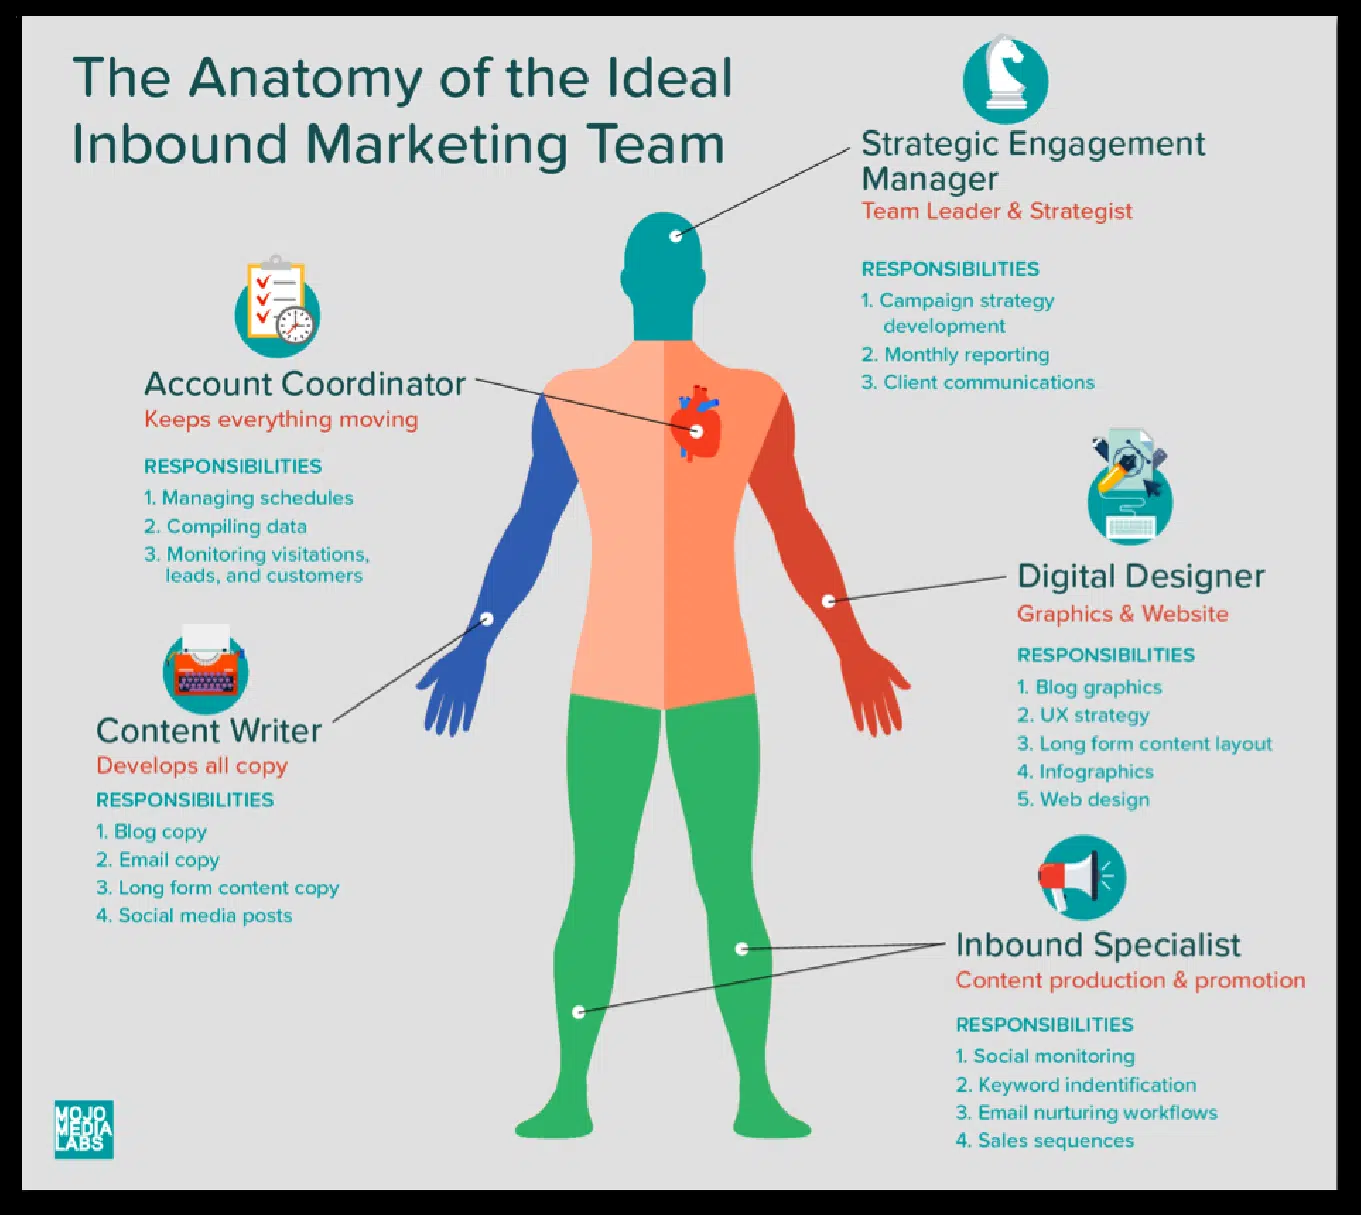 The Anatomy of the Ideal
Inbound Marketing Team
Strategic Engagement
Manager
Team Leader & Strategist
RESPONSIBILITIES
1. Campaign strategy
development
2. Monthly reporting
3. Client communications
Account Coordinator
Keeps everything moving
RESPONSIBILITIES
1. Managing schedules
2. Compiling data
3. Monitoring visitations,
leads, and customers
Digital Designer
Graphics & Website
RESPONSIBILITIES
1. Blog graphics
2. UX strategy
3. Long form content layout
4. Infographics
5. Web design
Content Writer
Develops all copy
RESPONSIBILITIES
1. Blog copy
2. Email copy
3. Long form content copy
4. Social media posts
Inbound Specialist
Content production & promotion
RESPONSIBILITIES
1. Social monitoring
2. Keyword indentification
3. Email nurturing workflows
4. Sales sequences
MOJO
MEDIA
LABS